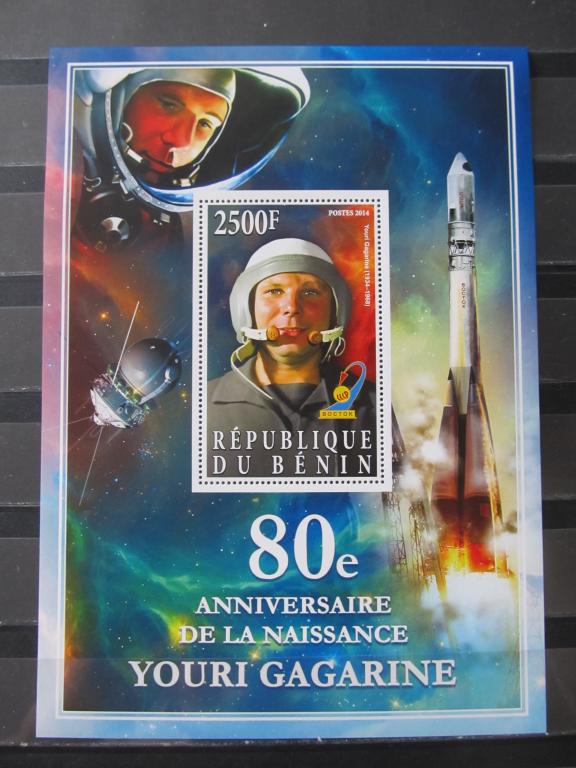 2500F
POSTES 2014
Youri Gagarine (1934-1968)
ВОСТОК
RÉPUBLIQUE
DU BÉNIN
80e
ANNIVERSAIRE
DE LA NAISSANCE
YOURI GAGARINE